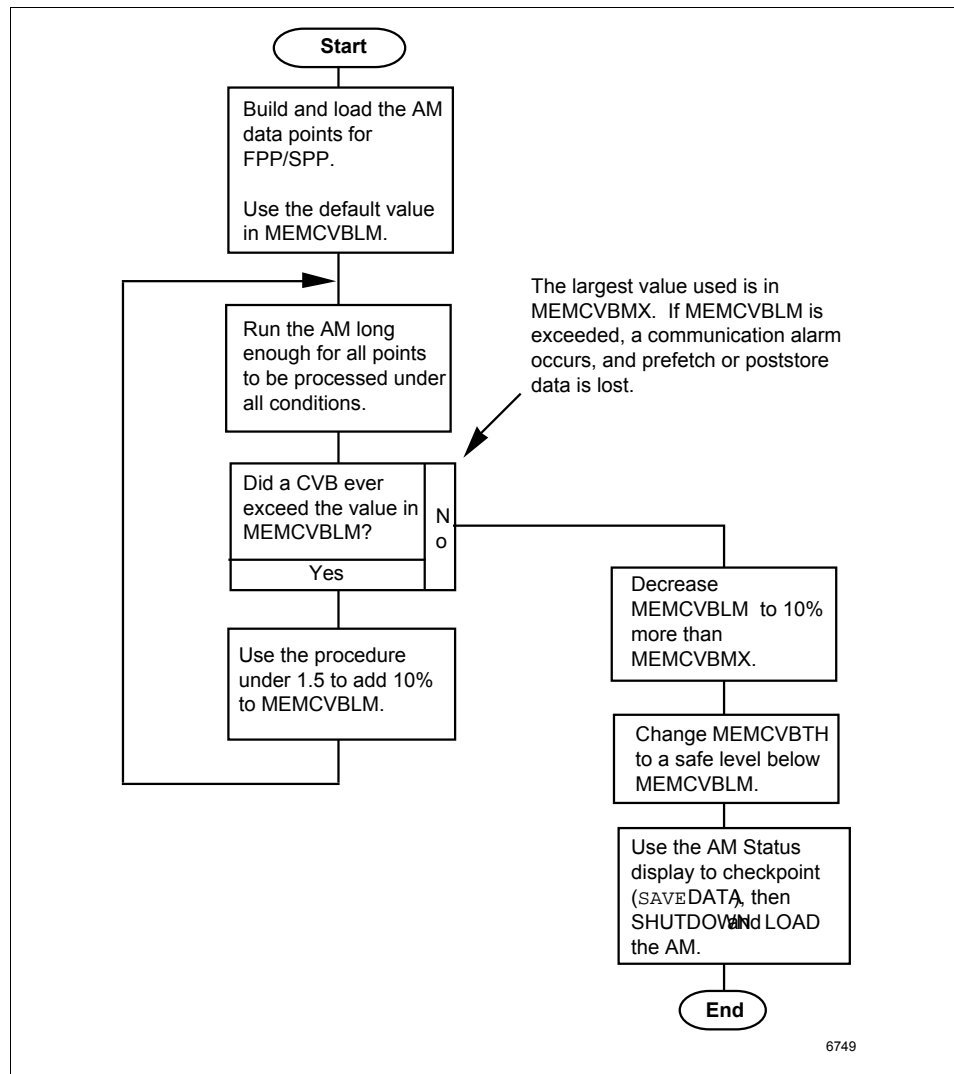 Start
Build and load the AM
data points for
FPP/SPP.
Use the default value
in MEMCVBLM.
The largest value used is in
MEMCVBMX. If MEMCVBLM is
exceeded, a communication alarm
occurs, and prefetch or poststore
data is lost.
Run the AM long
enough for all points
to be processed under
all conditions.
Did a CVB ever
exceed the value in
MEMCVBLM?
N
o
Yes
Use the procedure
under 1.5 to add 10%
to MEMCVBLM.
Decrease
MEMCVBLM to 10%
more than
MEMCVBMX.
Change MEMCVBTH
to a safe level below
MEMCVBLM.
Use the AM Status
display to checkpoint
(SAVE DATA), then
SHUTDOWN and LOAD
the AM.
End
6749